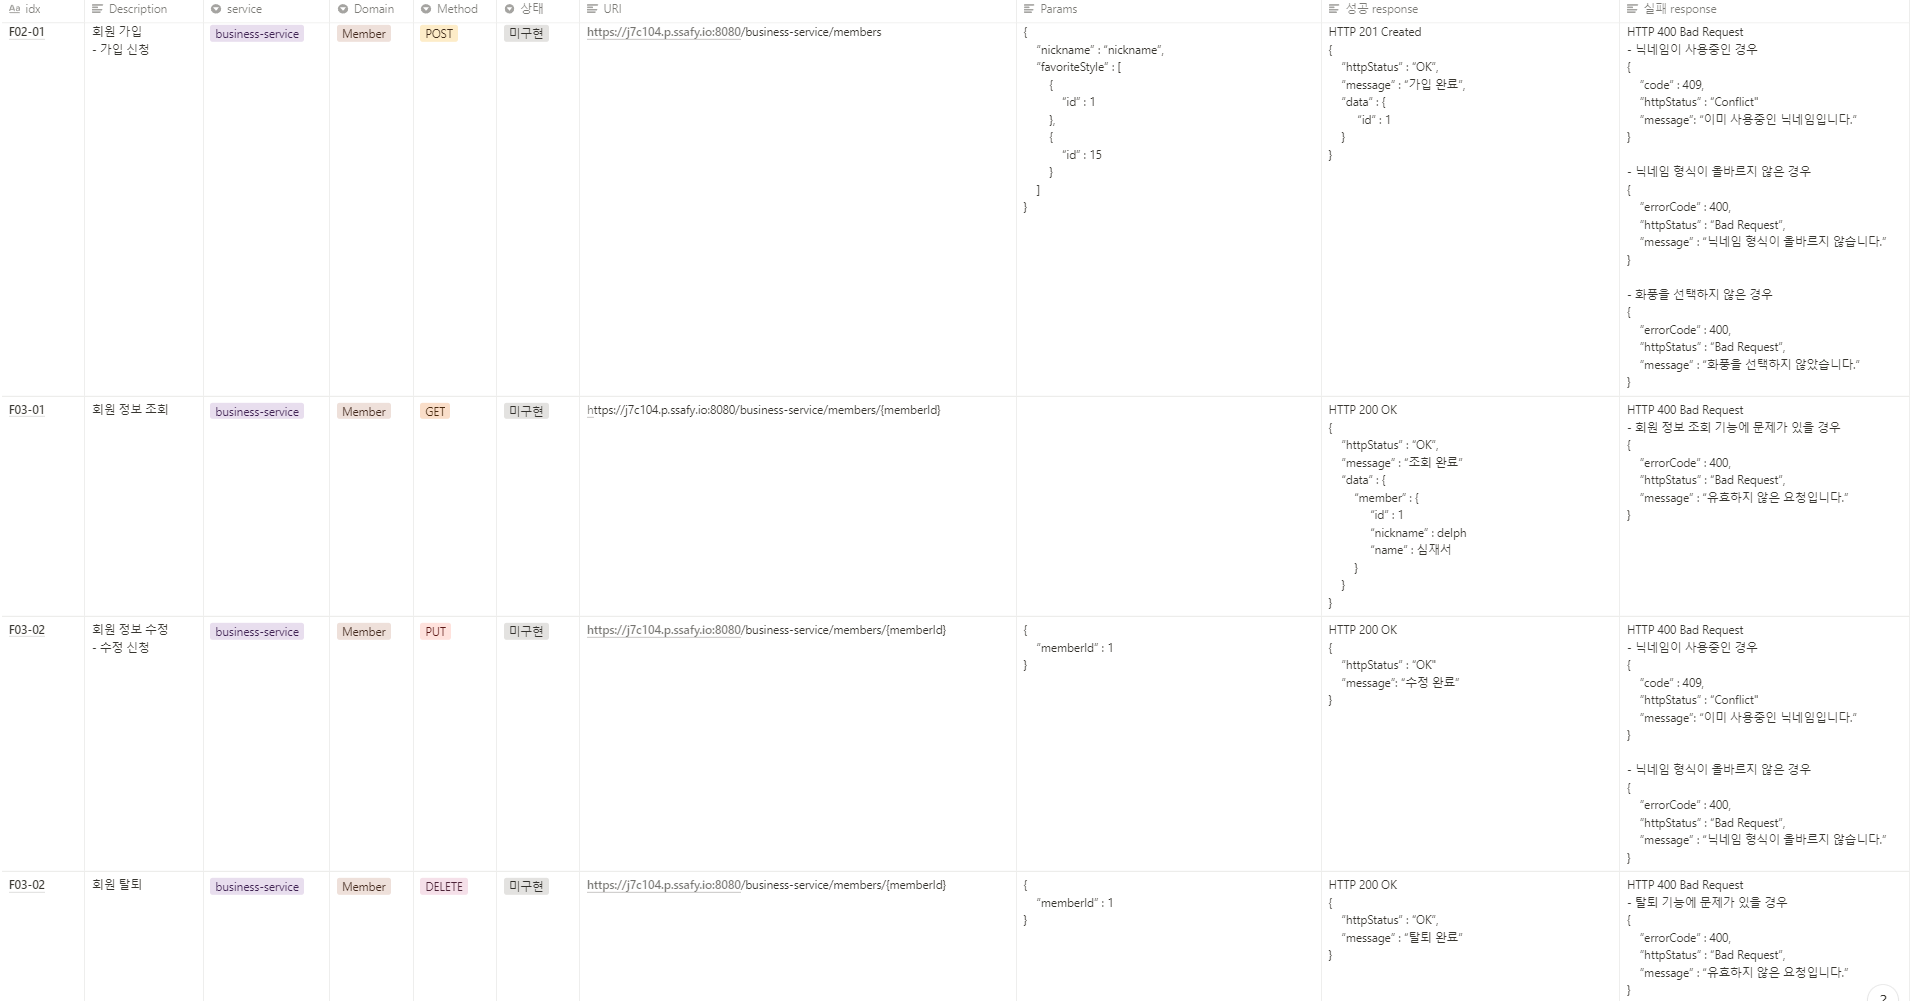 Aa idx
Description
service
Domain
Method
상태
URI
Params
성공 response
실패 response
F02-01
회원 가입
- 가입 신청
business-service
Member
POST
미구현
https://j7c104.p.ssafy.io:8080/business-service/members
{
"nickname" : "nickname",
"favoriteStyle" : [
{
"id" : 1
},
{
"id" : 15
}
]
}
HTTP 201 Created
{
"httpStatus" : "OK",
"message" : "가입 완료",
"data" : {
"id" : 1
}
}
HTTP 400 Bad Request
- 닉네임이 사용중인 경우
{
"code" : 409,
"httpStatus" : "Conflict"
"message": "이미 사용중인 닉네임입니다."
}
- 닉네임 형식이 올바르지 않은 경우
{
"errorCode" : 400,
"httpStatus" : "Bad Request",
"message" : "닉네임 형식이 올바르지 않습니다."
}
- 화풍을 선택하지 않은 경우
{
"errorCode" : 400,
"httpStatus" : "Bad Request",
"message" : "화풍을 선택하지 않았습니다."
}
F03-01
회원 정보 조회
business-service
Member
GET
미구현
https://j7c104.p.ssafy.io:8080/business-service/members/{memberId}
HTTP 200 OK
{
"httpStatus" : "OK",
"message" : "조회 완료"
"data" : {
"member" : {
"id" : 1
"nickname" : delph
"name" : 심재서
}
}
}
HTTP 400 Bad Request
- 회원 정보 조회 기능에 문제가 있을 경우
{
"errorCode" : 400,
"httpStatus" : "Bad Request",
"message" : "유효하지 않은 요청입니다."
}
F03-02
회원 정보 수정
- 수정 신청
business-service
Member
PUT
미구현
https://j7c104.p.ssafy.io:8080/business-service/members/{memberId}
{
"memberId" : 1
}
HTTP 200 OK
{
"httpStatus" : "OK"
"message": "수정 완료"
}
HTTP 400 Bad Request
- 닉네임이 사용중인 경우
{
"code" : 409,
"httpStatus" : "Conflict"
"message": "이미 사용중인 닉네임입니다."
}
- 닉네임 형식이 올바르지 않은 경우
{
"errorCode" : 400,
"httpStatus" : "Bad Request",
"message" : "닉네임 형식이 올바르지 않습니다."
}
F03-02
회원 탈퇴
business-service
Member
DELETE
미구현
https://j7c104.p.ssafy.io:8080/business-service/members/{memberId}
{
"memberId" : 1
}
HTTP 200 OK
{
"httpStatus" : "OK",
"message" : "탈퇴 완료"
}
HTTP 400 Bad Request
- 탈퇴 기능에 문제가 있을 경우
{
"errorCode" : 400,
"httpStatus" : "Bad Request",
"message" : "유효하지 않은 요청입니다."
}
?